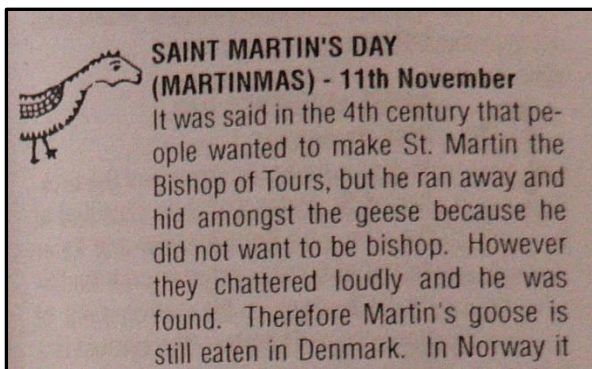 SAINT MARTIN'S DAY
(MARTINMAS) - 11th November
It was said in the 4th century that pe-
ople wanted to make St. Martin the
Bishop of Tours, but he ran away and
hid amongst the geese because he
did not want to be bishop. However
they chattered loudly and he was
found. Therefore Martin's goose is
still eaten in Denmark. In Norway it